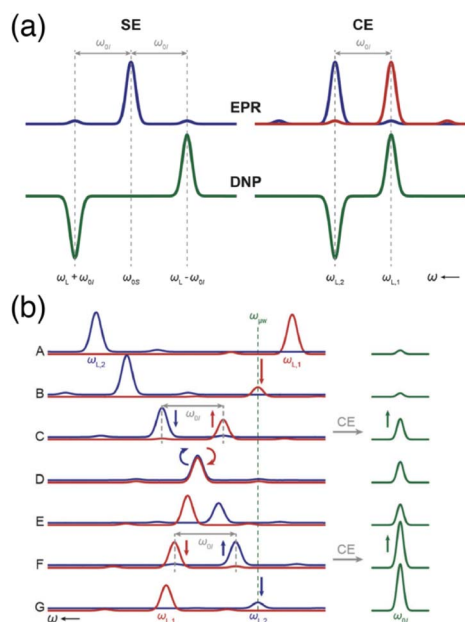 (a)
SE
CE
ω0I
ω0I
ω0I
EPR
DNP
ωL + ω0I
ω0S
ωL - ω0I
ωL,2
ωL,1
ω ←
(b)
ωμw
A
ωL,2
ωL,1
B
C
ω0I
CE
D
E
ω0I
F
CE
G
ω ←
ωL,1
ωL,2
ω0I